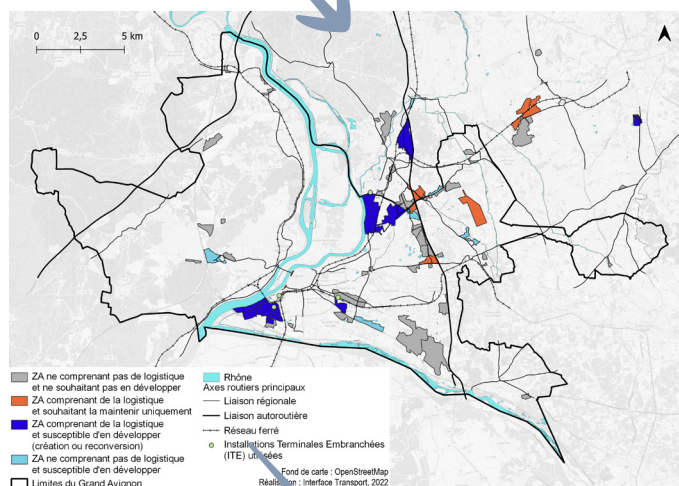 0 2,5 5 km
ZA ne comprenant pas de logistique
et ne souhaitant pas en développer
ZA comprenant de la logistique
et souhaitant la maintenir uniquement
ZA comprenant de la logistique
et susceptible d'en développer
(création ou reconversion)
ZA ne comprenant pas de logistique
et susceptible d'en développer
Limites du Grand Avignon
Rhône
Axes routiers principaux
Liaison régionale
Liaison autoroutière
Réseau ferré
Installations Terminales Embranchées
(ITE) utilisées
Fond de carte : OpenStreetMap
Réalisation : Interface Transport, 2022